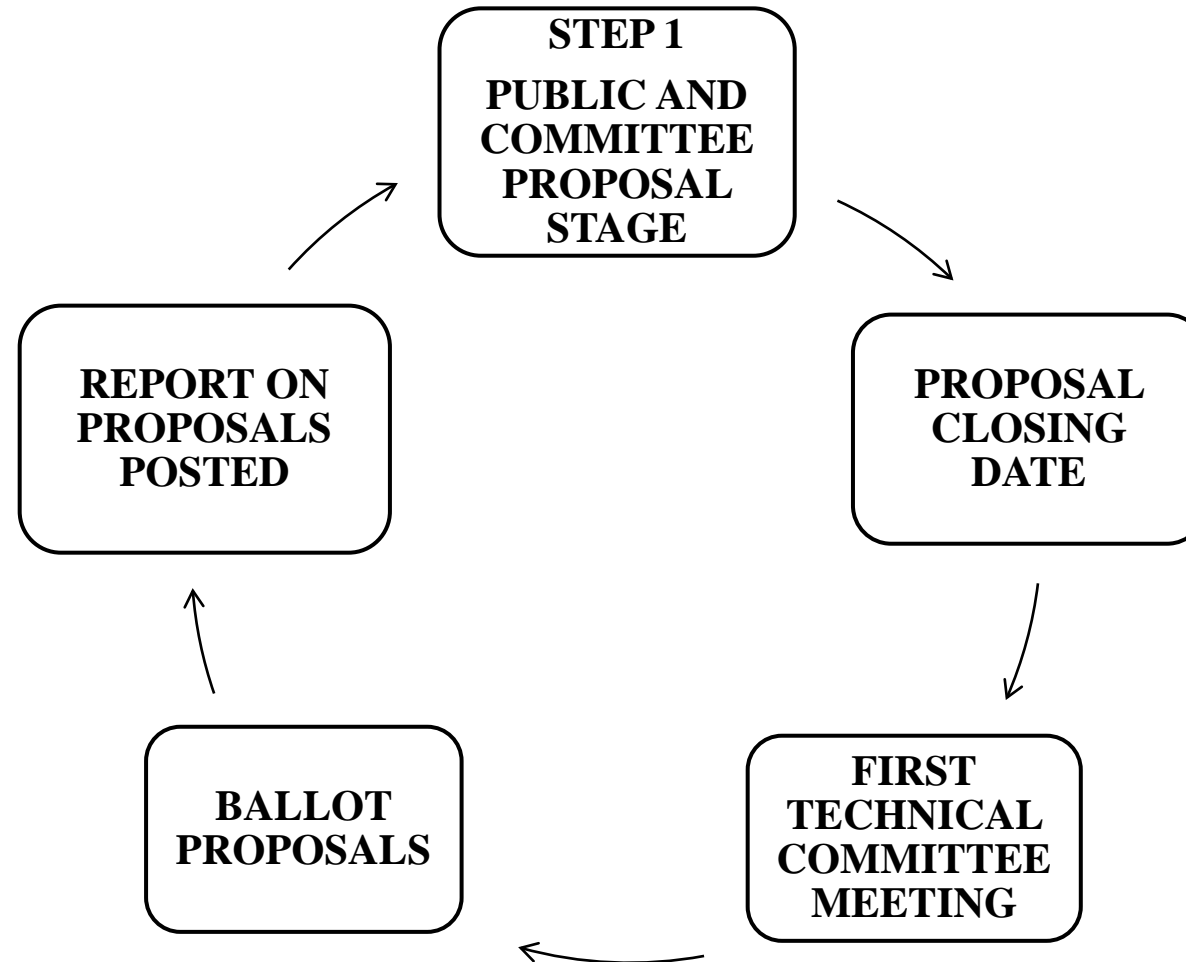 STEP 1
PUBLIC AND
COMMITTEE
PROPOSAL
STAGE
PROPOSAL
CLOSING
DATE
FIRST
TECHNICAL
COMMITTEE
MEETING
BALLOT
PROPOSALS
REPORT ON
PROPOSALS
POSTED